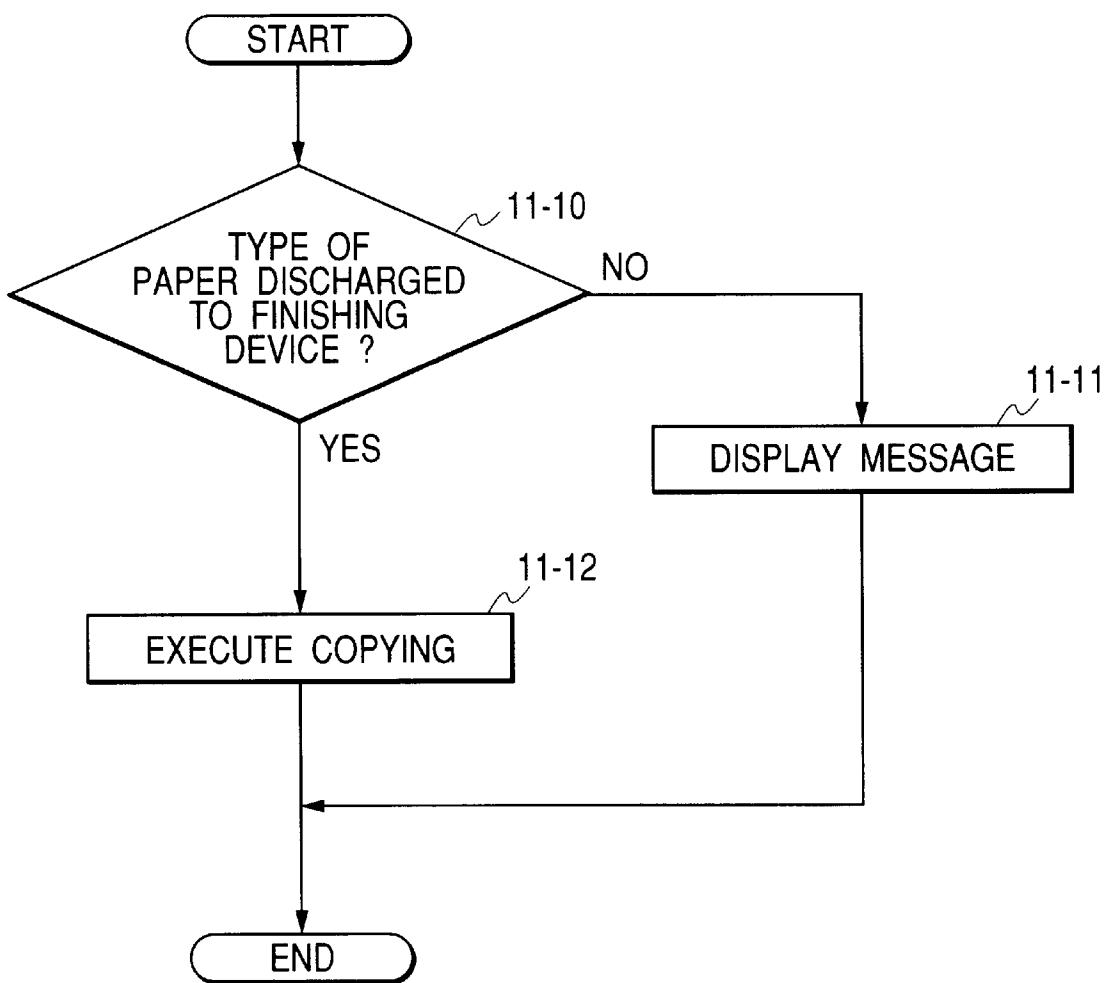 START
11-10
TYPE OF
PAPER DISCHARGED
TO FINISHING
DEVICE ?
NO
YES
11-11
DISPLAY MESSAGE
11-12
EXECUTE COPYING
END